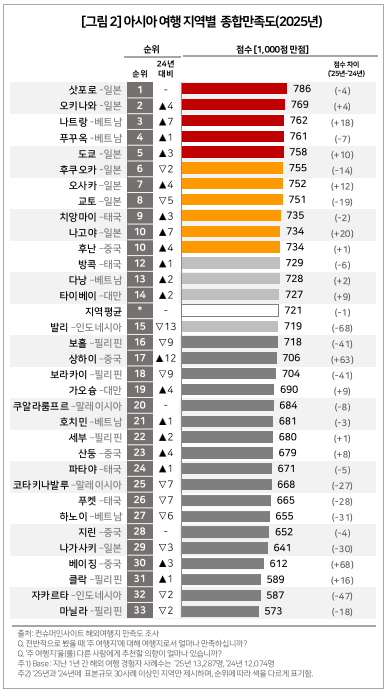 [그림 2] 아시아 여행 지역별 종합만족도(2025년)
순위 점수 [1,000점 만점]
순위 24년 대비 점수 차이 ('25년-'24년)
삿포로 -일본 1 - 786 (-4)
오키나와 -일본 2 ▲4 769 (+4)
나트랑 -베트남 3 ▲7 762 (+18)
푸꾸옥 -베트남 4 ▲1 761 (-7)
도쿄 -일본 5 ▲3 758 (+10)
후쿠오카 -일본 6 ▽2 755 (-14)
오사카 -일본 7 ▲4 752 (+12)
교토 -일본 8 ▽5 751 (-19)
치앙마이 -태국 9 ▲3 735 (-2)
나고야 -일본 10 ▲7 734 (+20)
후난 -중국 10 ▲4 734 (+1)
방콕 -태국 12 ▲1 729 (-6)
다낭 -베트남 13 ▲2 728 (+2)
타이베이 -대만 14 ▲2 727 (+9)
지역평균 * - 721 (-1)
발리 -인도네시아 15 ▽13 719 (-68)
보홀 -필리핀 16 ▽9 718 (-41)
상하이 -중국 17 ▲12 706 (+63)
보라카이 -필리핀 18 ▽9 704 (-41)
가오슝 -대만 19 ▲4 690 (+9)
쿠알라룸프르 -말레이시아 20 - 684 (-8)
호치민 -베트남 21 ▲1 681 (-3)
세부 -필리핀 22 ▲2 680 (+1)
산둥 -중국 23 ▲4 679 (+8)
파타야 -태국 24 ▲1 671 (-5)
코타키나발루 -말레이시아 25 ▽7 668 (-27)
푸켓 -태국 26 ▽7 665 (-28)
하노이 -베트남 27 ▽6 655 (-31)
지린 -중국 28 - 652 (-4)
나가사키 -일본 29 ▽3 641 (-30)
베이징 -중국 30 ▲3 612 (+68)
클락 -필리핀 31 ▲1 589 (+16)
자카르타 -인도네시아 32 ▽2 587 (-47)
마닐라 -필리핀 33 ▽2 573 (-18)
출처: 컨슈머인사이트 해외여행지 만족도 조사
Q. 전반적으로 봤을 때 '주 여행지'에 대해 여행지로서 얼마나 만족하십니까?
Q. '주 여행지'을(를) 다른 사람에게 추천할 의향이 얼마나 있습니까?
주1) Base : 지난 1년 간 해외 여행 경험자 사례수는 '25년 13,287명, '24년 12,074명
주2) '25년과 '24년에 표본규모 30사례 이상인 지역만 제시하며, 순위에 따라 색을 다르게 표기함.